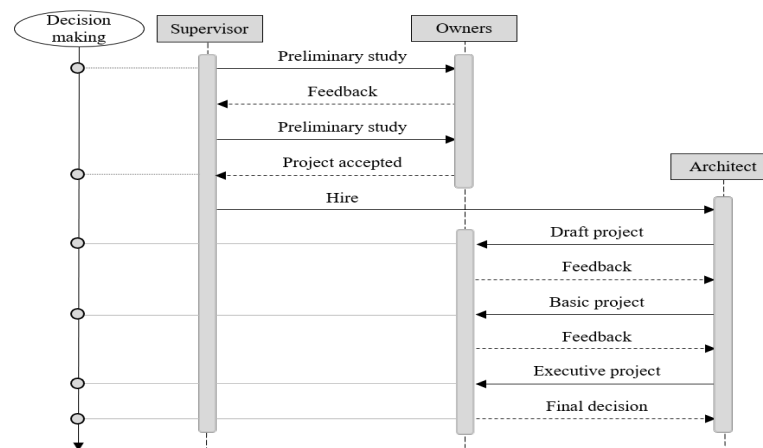 Decision
making
Supervisor
Owners
Preliminary study
Feedback
Preliminary study
Project accepted
Architect
Hire
Draft project
Feedback
Basic project
Feedback
Executive project
Final decision